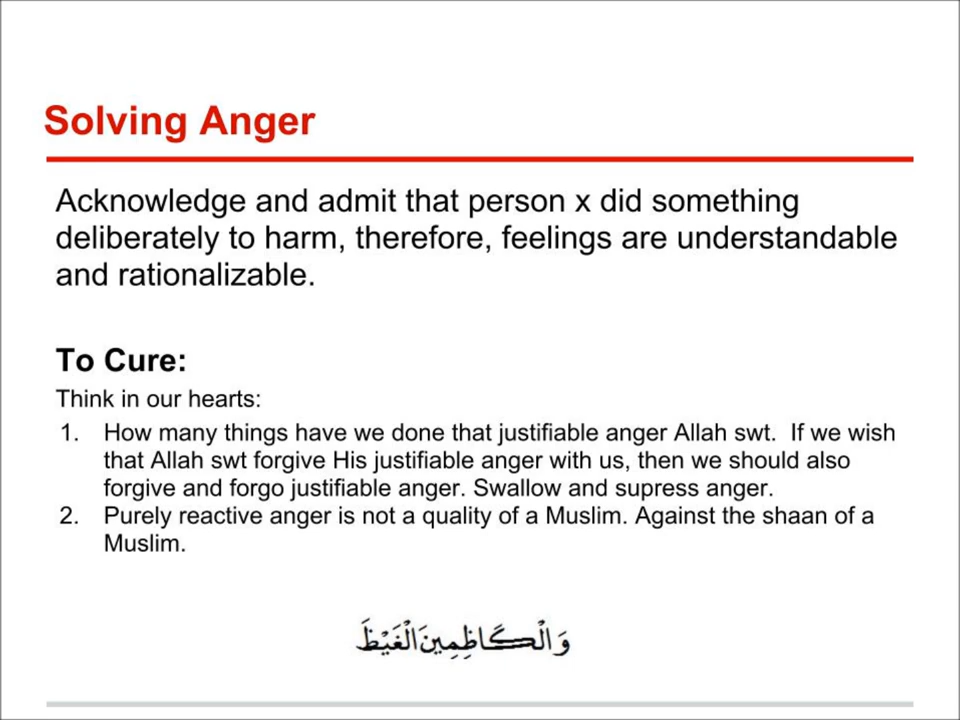 Solving Anger
Acknowledge and admit that person x did something
deliberately to harm, therefore, feelings are understandable
and rationalizable.
To Cure:
Think in our hearts:
1. How many things have we done that justifiable anger Allah swt.  If we wish
that Allah swt forgive His justifiable anger with us, then we should also
forgive and forgo justifiable anger. Swallow and supress anger.
2. Purely reactive anger is not a quality of a Muslim. Against the shaan of a
Muslim.
وَالْكَاظِمِينَ الْغَيْظَ